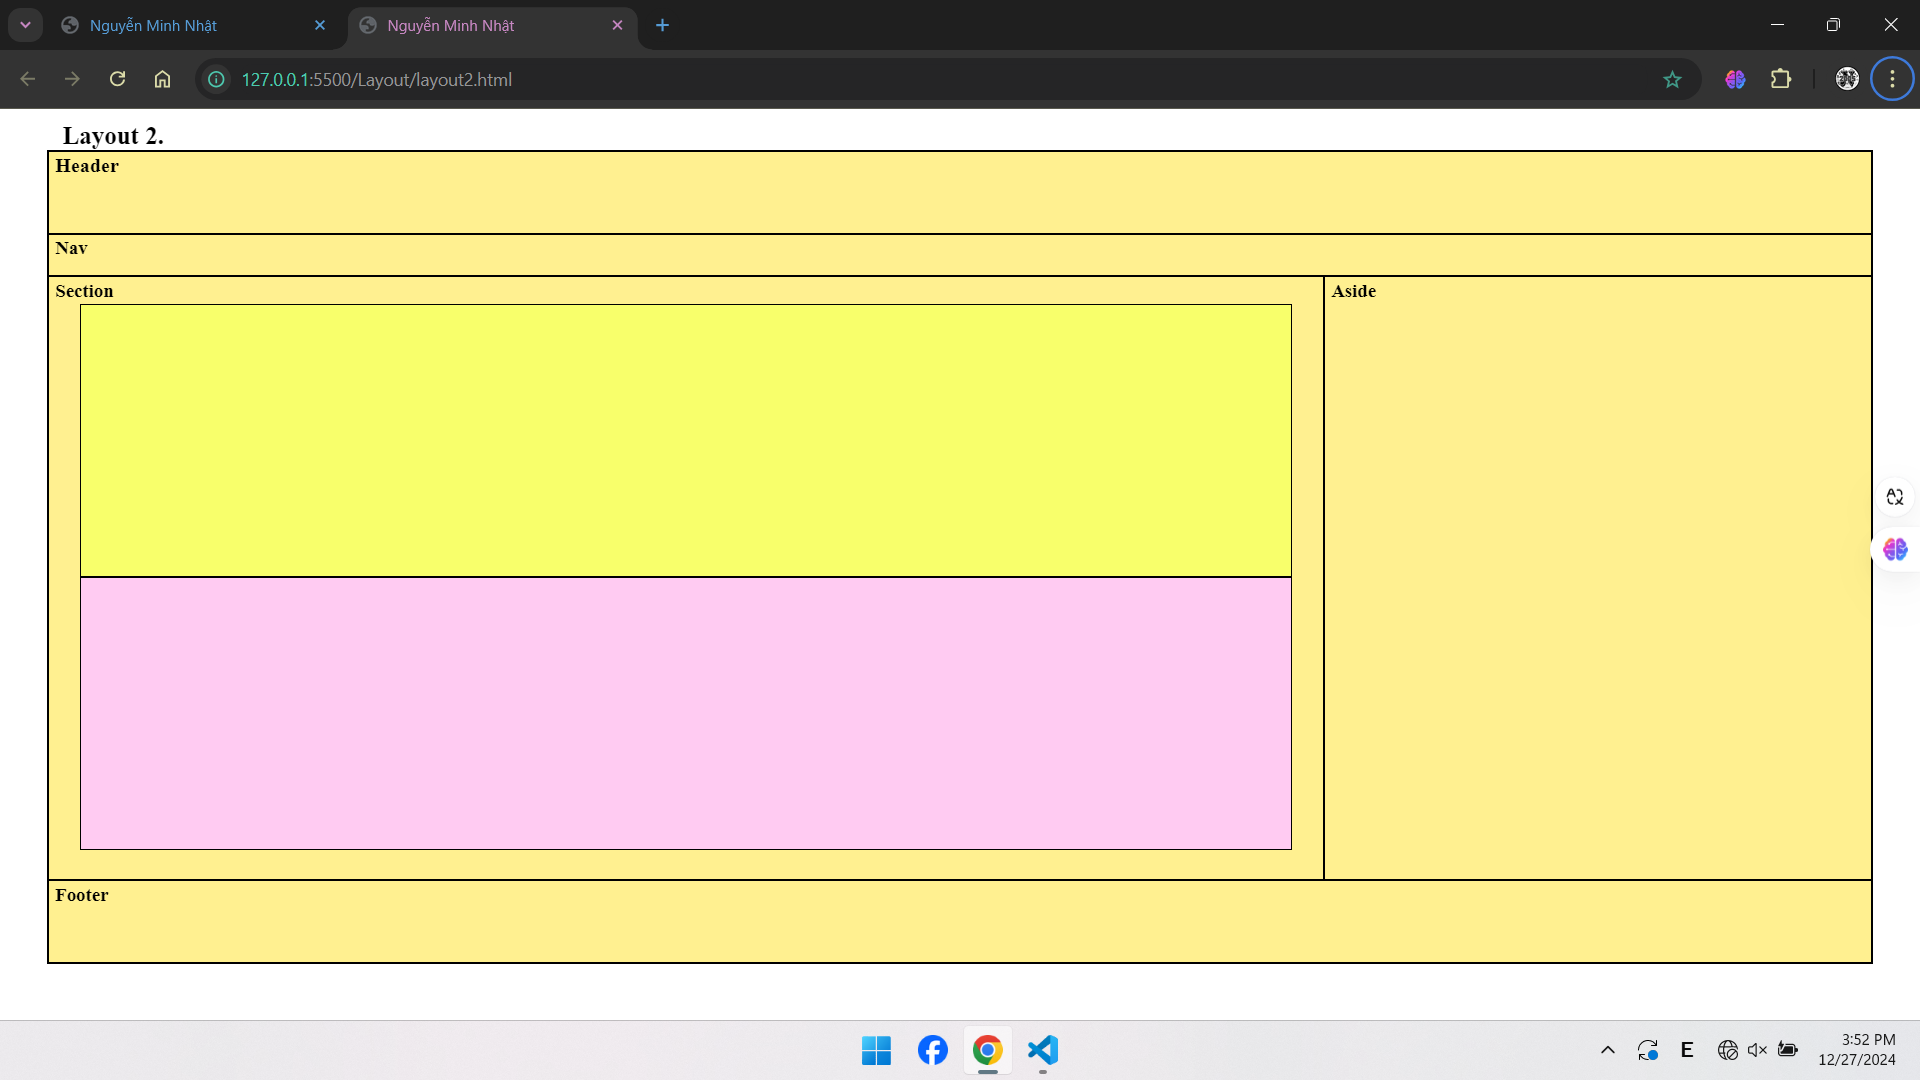 Nguyễn Minh Nhật
Nguyễn Minh Nhật
127.0.0.1:5500/Layout/layout2.html
Layout 2.
Header
Nav
Section
Aside
Footer
E
3:52 PM
12/27/2024